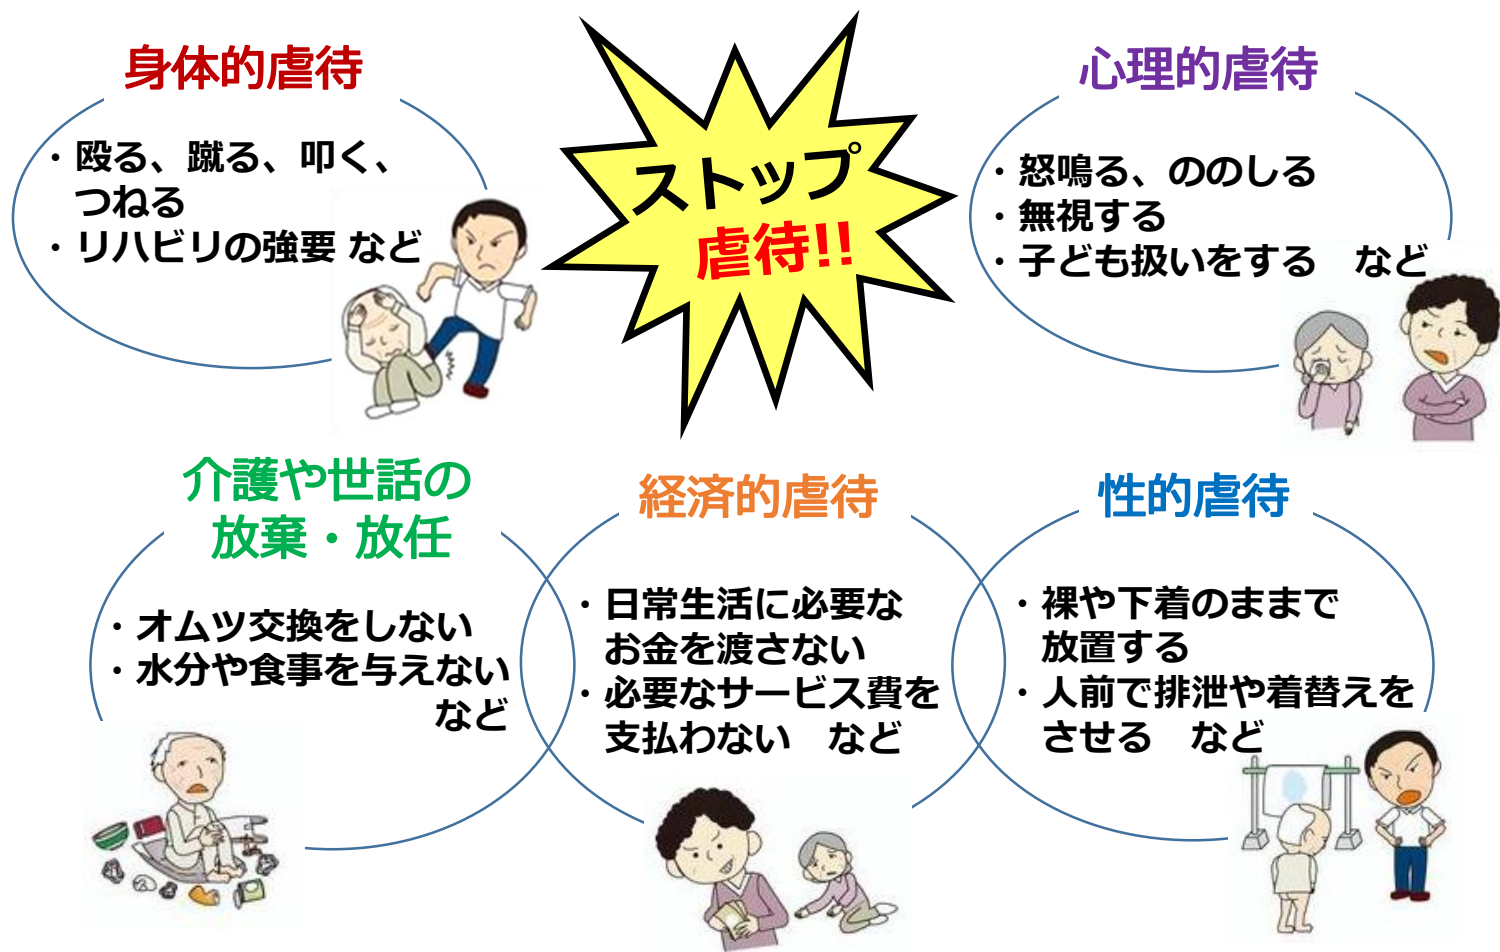 身体的虐待
・殴る、蹴る、叩く、
つねる
・リハビリの強要 など
ストップ
虐待!!
心理的虐待
・怒鳴る、ののしる
・無視する
・子ども扱いをする　など
介護や世話の
放棄・放任
・オムツ交換をしない
・水分や食事を与えない
など
経済的虐待
・日常生活に必要な
お金を渡さない
・必要なサービス費を
支払わない　など
性的虐待
・裸や下着のままで
放置する
・人前で排泄や着替えを
させる　など